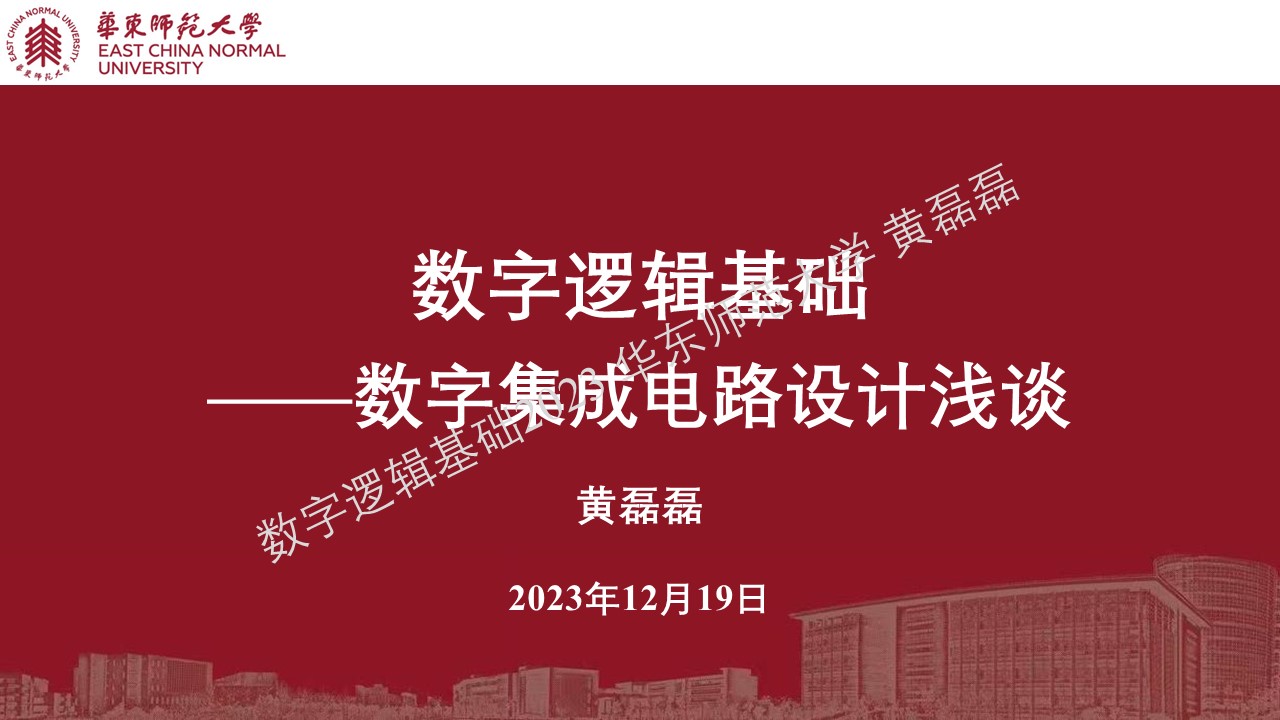 EAST CHINA NORMAL UNIVERSITY
華東師范大學
華東師范大學
EAST CHINA NORMAL
UNIVERSITY
数字逻辑基础
——数字集成电路设计浅谈
数字逻辑基础2023 华东师范大学 黄磊磊
黄磊磊
2023年12月19日